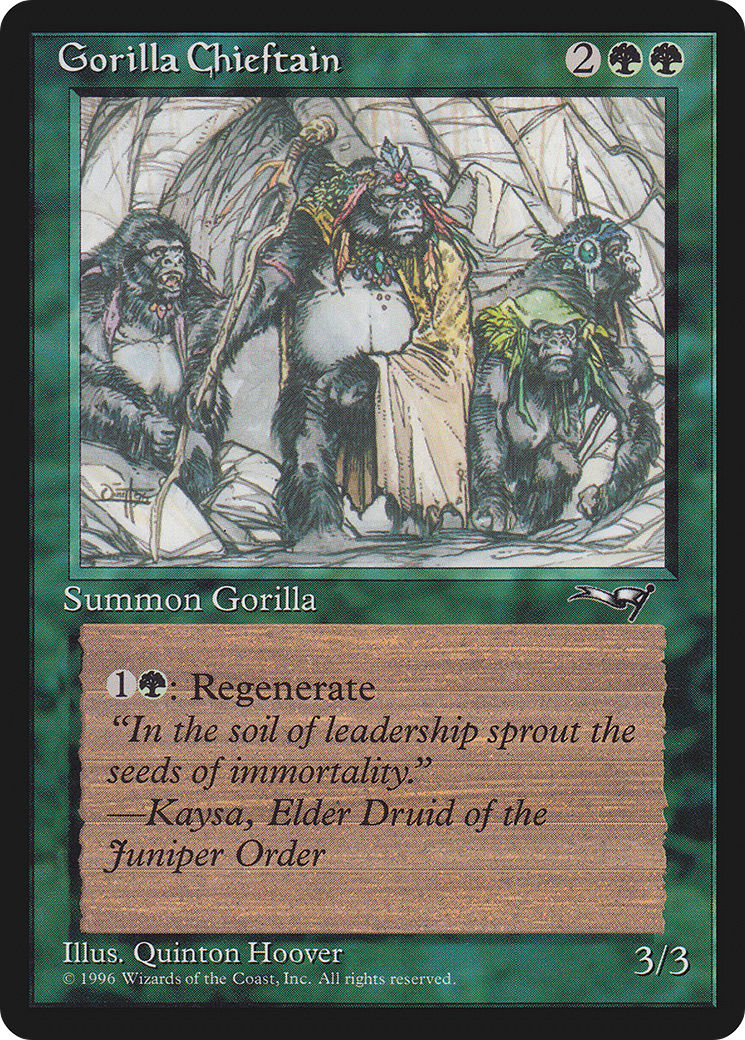 Gorilla Chieftain 2
Summon Gorilla
1 : Regenerate
“In the soil of leadership sprout the
seeds of immortality.”
—Kaysa, Elder Druid of the
Juniper Order
Illus. Quinton Hoover
3/3
© 1996 Wizards of the Coast, Inc. All rights reserved.